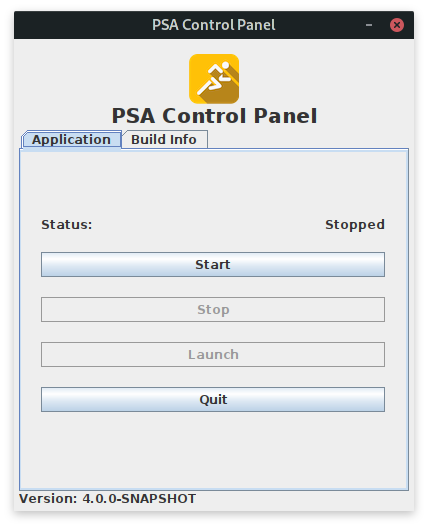 PSA Control Panel
PSA Control Panel
Application Build Info
Status: Stopped
Start
Stop
Launch
Quit
Version: 4.0.0-SNAPSHOT